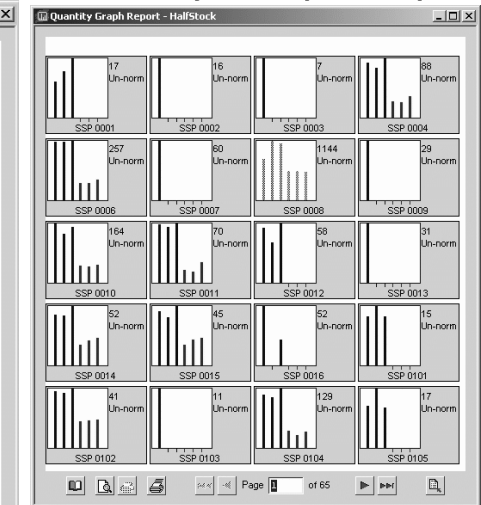 Quantity Graph Report - HalfStock
17 16 7 88
Un-norm Un-norm Un-norm Un-norm
SSP 0001 SSP 0002 SSP 0003 SSP 0004
257 60 1144 29
Un-norm Un-norm Un-norm Un-norm
SSP 0006 SSP 0007 SSP 0008 SSP 0009
164 70 58 31
Un-norm Un-norm Un-norm Un-norm
SSP 0010 SSP 0011 SSP 0012 SSP 0013
52 45 52 15
Un-norm Un-norm Un-norm Un-norm
SSP 0014 SSP 0015 SSP 0016 SSP 0101
41 11 129 17
Un-norm Un-norm Un-norm Un-norm
SSP 0102 SSP 0103 SSP 0104 SSP 0105
Page 1 of 65